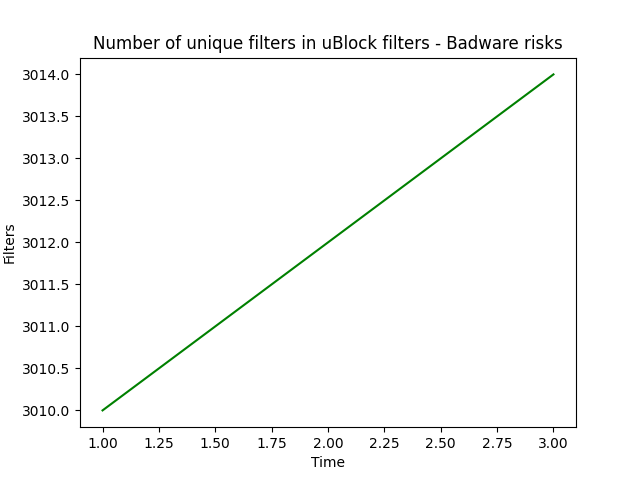 Number of unique filters in uBlock filters - Badware risks
3014.0
3013.5
3013.0
3012.5
3012.0
3011.5
3011.0
3010.5
3010.0
Filters
1.00 1.25 1.50 1.75 2.00 2.25 2.50 2.75 3.00
Time